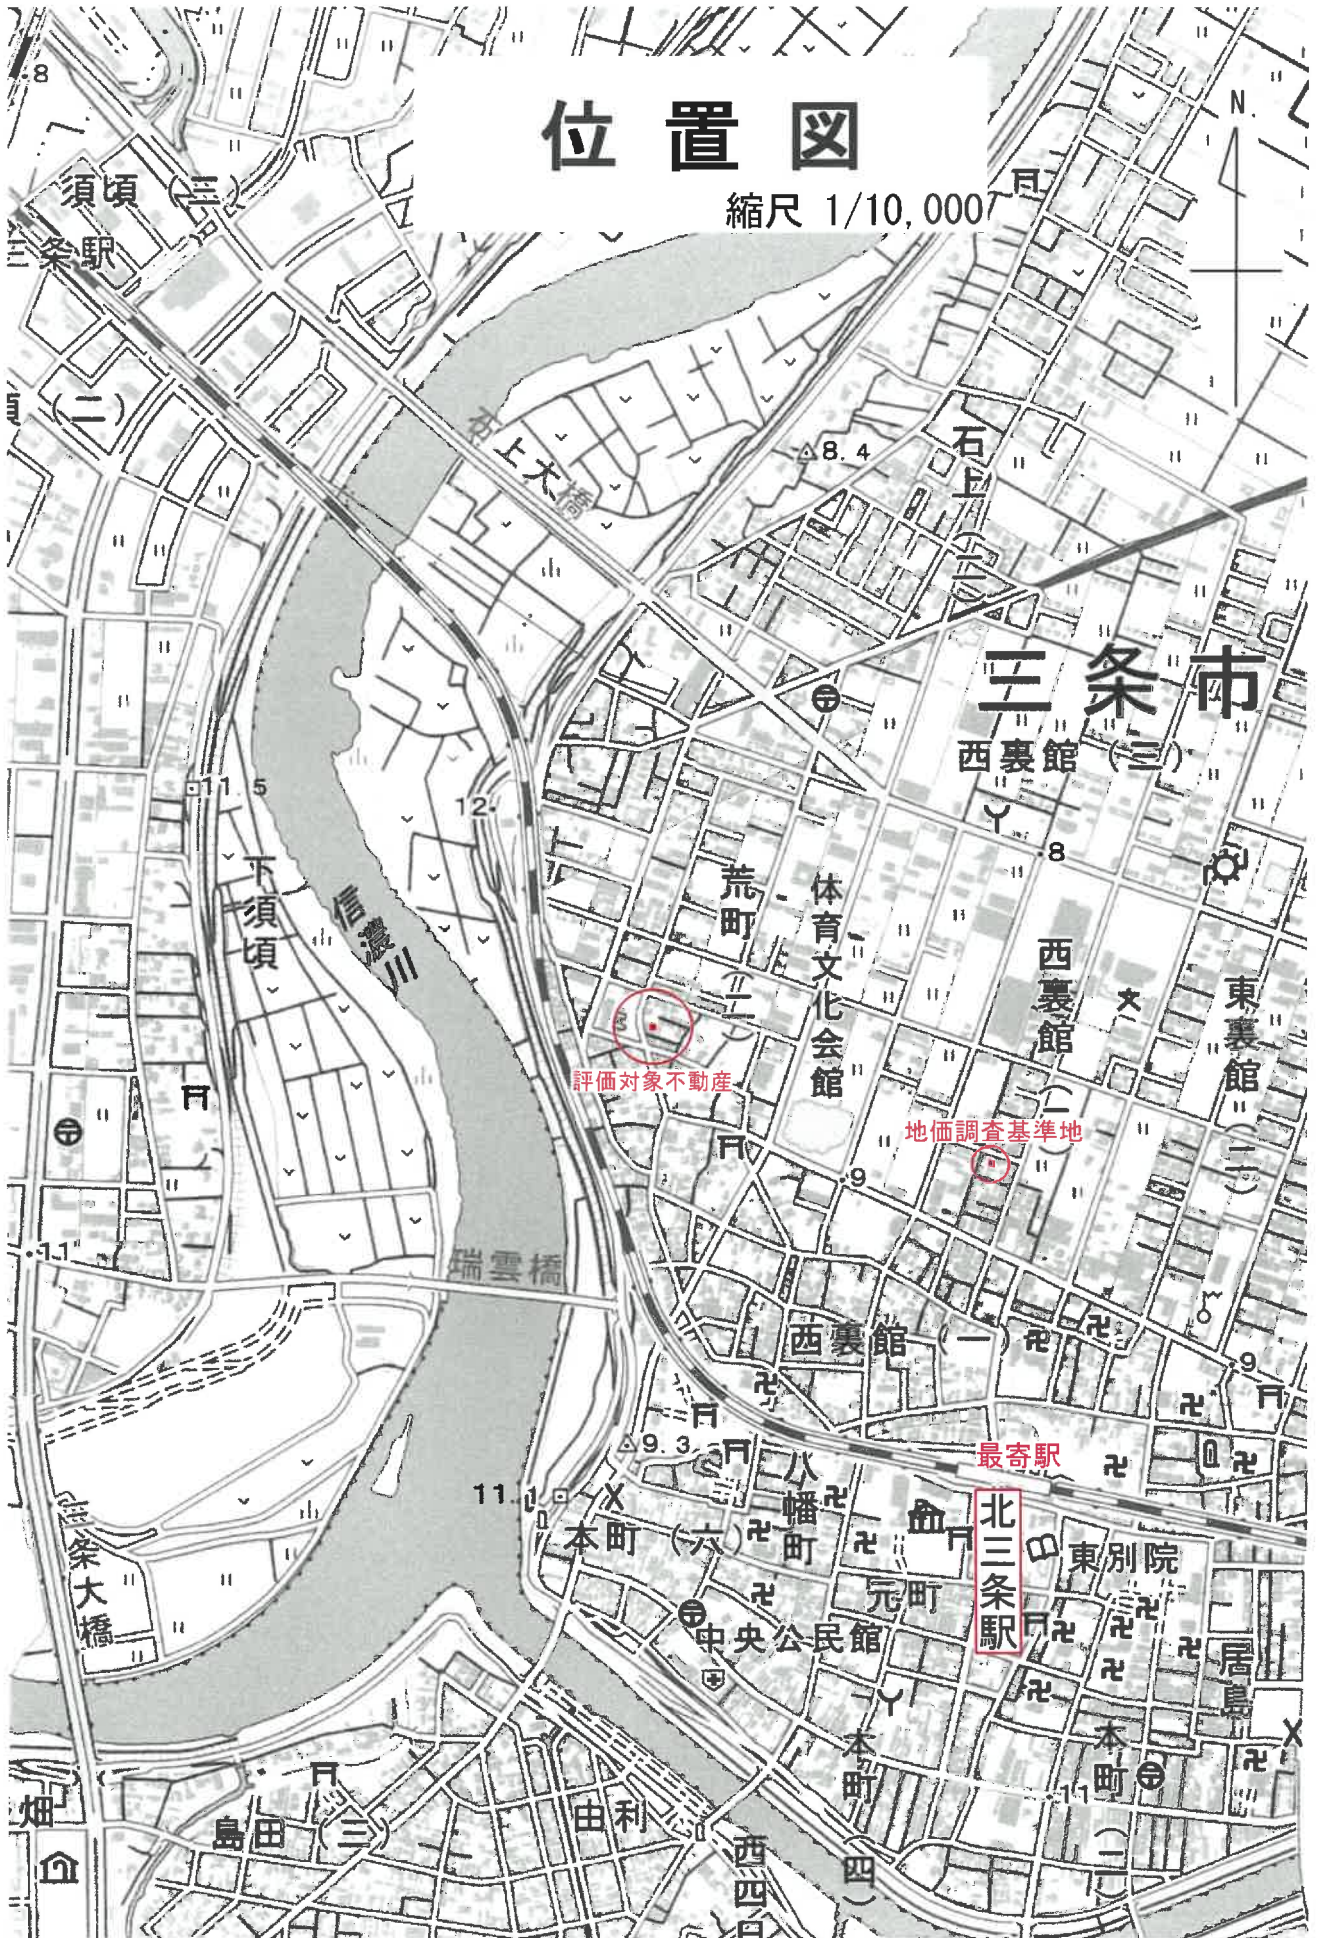 位置図
縮尺 1/10,000
N
8
須頃（三）
三条駅
（二）
石上大橋
8.4
石上（二）
三条市
西裏館（三）
11.5
12
8
下須頃
信濃川
荒町（二）
体育文化会館
西裏館（二）
東裏館（二）
評価対象不動産
地価調査基準地
9
11
瑞雲橋
西裏館（一）
9
9.3
最寄駅
八幡町
11.1
本町（六）
北三条駅
東別院
三条大橋
元町
中央公民館
居島
本町（四）
本町（二）
11
畑
島田（三）
由利
西四日